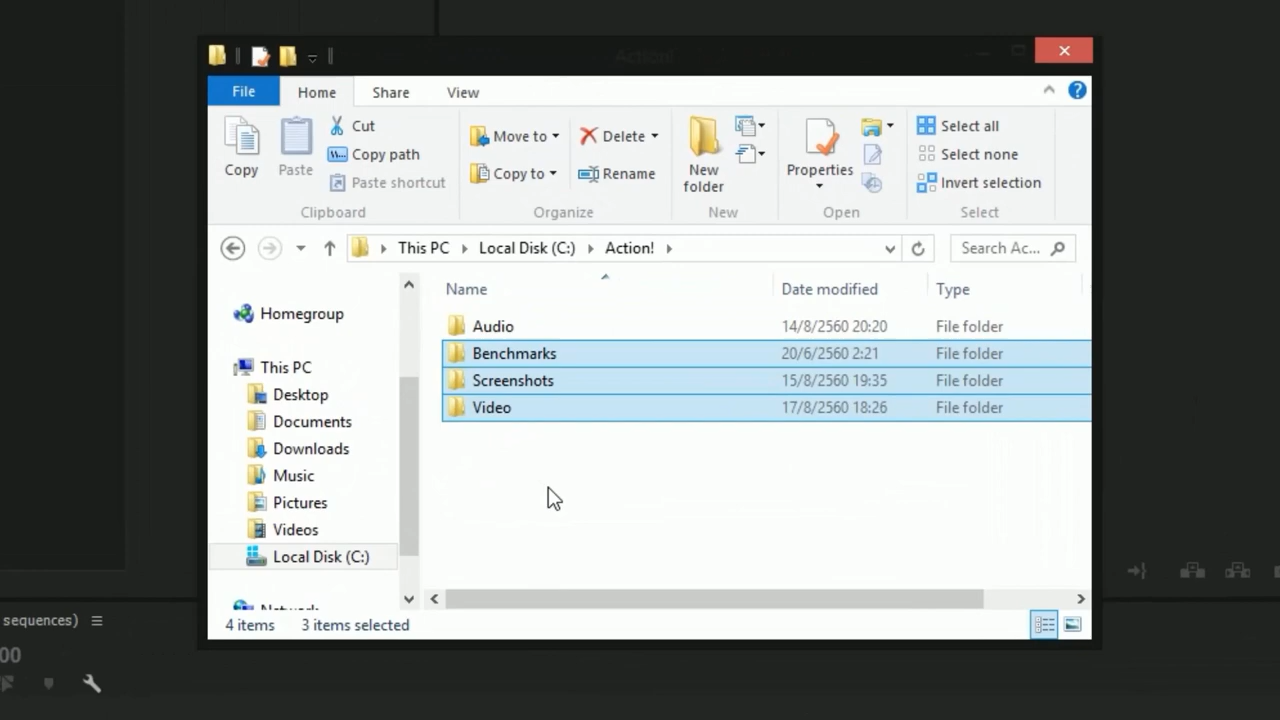 Action!
File Home Share View
Copy
Paste
Cut
Copy path
Paste shortcut
Clipboard
Move to
Copy to
Delete
Rename
Organize
New
folder
New
Properties
Open
Select all
Select none
Invert selection
Select
This PC Local Disk (C:) Action!
Search Ac...
Name Date modified Type
Homegroup
This PC
Desktop
Documents
Downloads
Music
Pictures
Videos
Local Disk (C:)
Network
Audio 14/8/2560 20:20 File folder
Benchmarks 20/6/2560 2:21 File folder
Screenshots 15/8/2560 19:35 File folder
Video 17/8/2560 18:26 File folder
4 items 3 items selected
sequences)
00